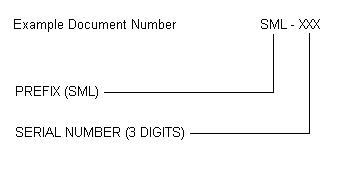 Example Document Number SML - XXX
PREFIX (SML)
SERIAL NUMBER (3 DIGITS)